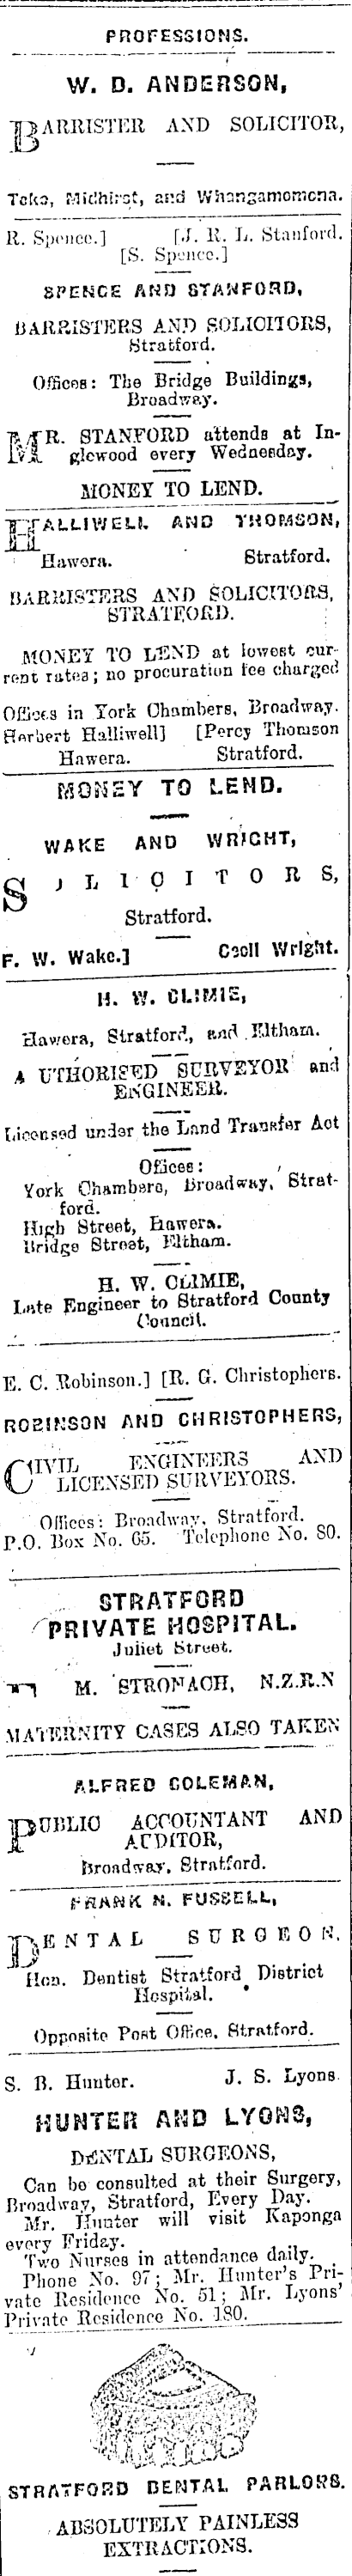 PROFESSIONS.
W. D. ANDERSON,
BARRISTER AND SOLICITOR,
Toko, Midhirst, and Whangamomona.
R. Spence.] [J. R. L. Stanford.
[S. Spence.]
SPENCE AND STANFORD,
BARRISTERS AND SOLICITORS,
Stratford.
Offices: The Bridge Buildings,
Broadway.
MR. STANFORD attends at In-
glewood every Wednesday.
MONEY TO LEND.
HALLIWELL AND THOMSON,
Hawera. Stratford.
BARRISTERS AND SOLICITORS,
STRATFORD.
MONEY TO LEND at lowest cur-
rent rates; no procuration fee charged
Offices in York Chambers, Broadway.
Herbert Halliwell] [Percy Thomson
Hawera. Stratford.
MONEY TO LEND.
WAKE AND WRIGHT,
SOLICITORS,
Stratford.
F. W. Wake.] Cecil Wright.
H. W. CLIMIE,
Hawera, Stratford, and Eltham.
AUTHORISED SURVEYOR and
ENGINEER.
Licensed under the Land Transfer Act
Offices:
York Chambers, Broadway, Strat-
ford.
High Street, Hawera.
Bridge Street, Eltham.
H. W. CLIMIE,
Late Engineer to Stratford County
Council.
E. C. Robinson.] [R. G. Christophers.
ROBINSON AND CHRISTOPHERS,
CIVIL ENGINEERS AND
LICENSED SURVEYORS.
Offices: Broadway, Stratford.
P.O. Box No. 65. Telephone No. 80.
STRATFORD
PRIVATE HOSPITAL.
Juliet Street.
M. STRONACH, N.Z.R.N
MATERNITY CASES ALSO TAKEN
ALFRED COLEMAN,
PUBLIC ACCOUNTANT AND
AUDITOR,
Broadway, Stratford.
FRANK N. FUSSELL,
DENTAL SURGEON.
Hon. Dentist Stratford District
Hospital.
Opposite Post Office, Stratford.
S. B. Hunter. J. S. Lyons.
HUNTER AND LYONS,
DENTAL SURGEONS,
Can be consulted at their Surgery,
Broadway, Stratford, Every Day.
Mr. Hunter will visit Kaponga
every Friday.
Two Nurses in attendance daily.
Phone No. 97; Mr. Hunter's Pri-
vate Residence No. 51; Mr. Lyons'
Private Residence No. 180.
STRATFORD DENTAL PARLORS.
ABSOLUTELY PAINLESS
EXTRACTIONS.